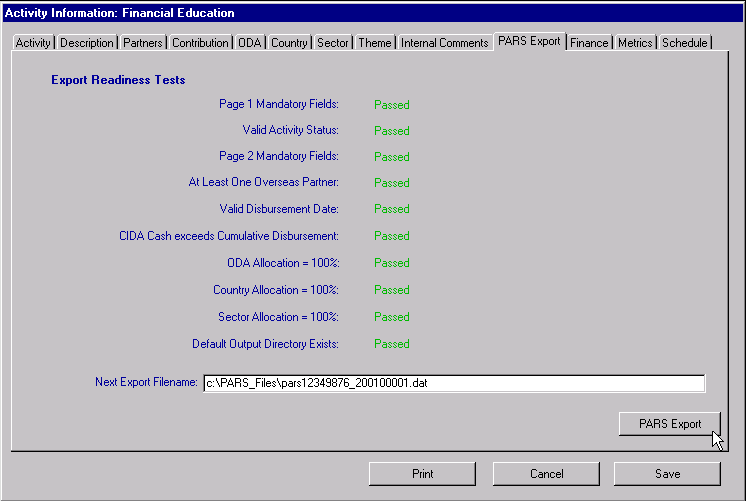 Activity Information: Financial Education
Activity Description Partners Contribution ODA Country Sector Theme Internal Comments PARS Export Finance Metrics Schedule
Export Readiness Tests
Page 1 Mandatory Fields: Passed
Valid Activity Status: Passed
Page 2 Mandatory Fields: Passed
At Least One Overseas Partner: Passed
Valid Disbursement Date: Passed
CIDA Cash exceeds Cumulative Disbursement: Passed
ODA Allocation = 100%: Passed
Country Allocation = 100%: Passed
Sector Allocation = 100%: Passed
Default Output Directory Exists: Passed
Next Export Filename: c:\PARS_Files\pars12349876_200100001.dat
PARS Export
Print Cancel Save